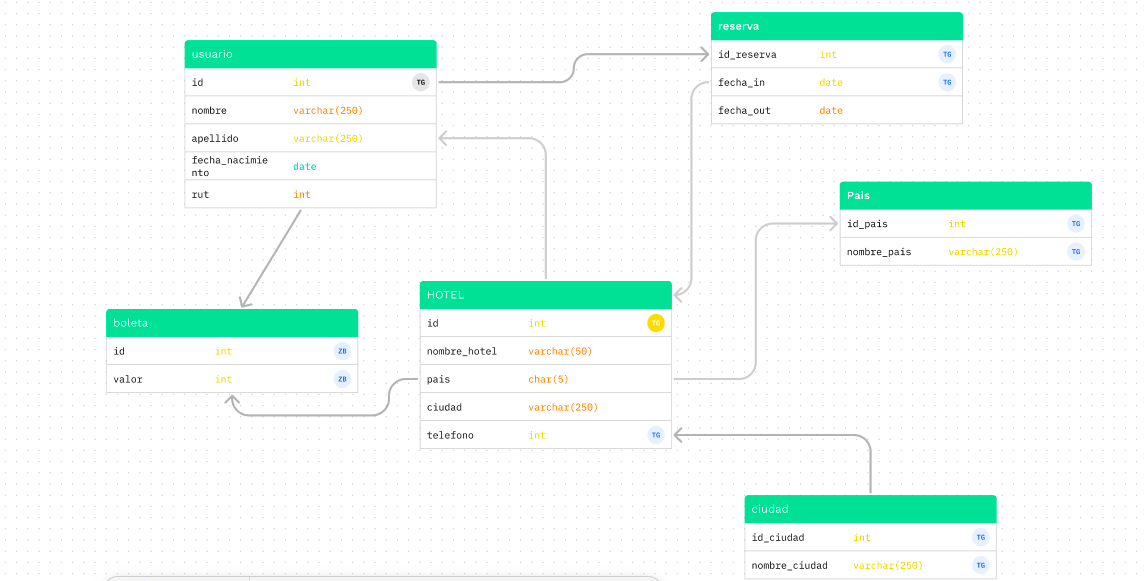 reserva
id_reserva int TG
fecha_in date TG
fecha_out date
usuario
id int TG
nombre varchar(250)
apellido varchar(250)
fecha_nacimie
nto date
rut int
Pais
id_pais int TG
nombre_pais varchar(250) TG
HOTEL
id int TG
nombre_hotel varchar(50)
pais char(5)
ciudad varchar(250)
telefono int TG
boleta
id int ZB
valor int ZB
ciudad
id_ciudad int TG
nombre_ciudad varchar(250) TG